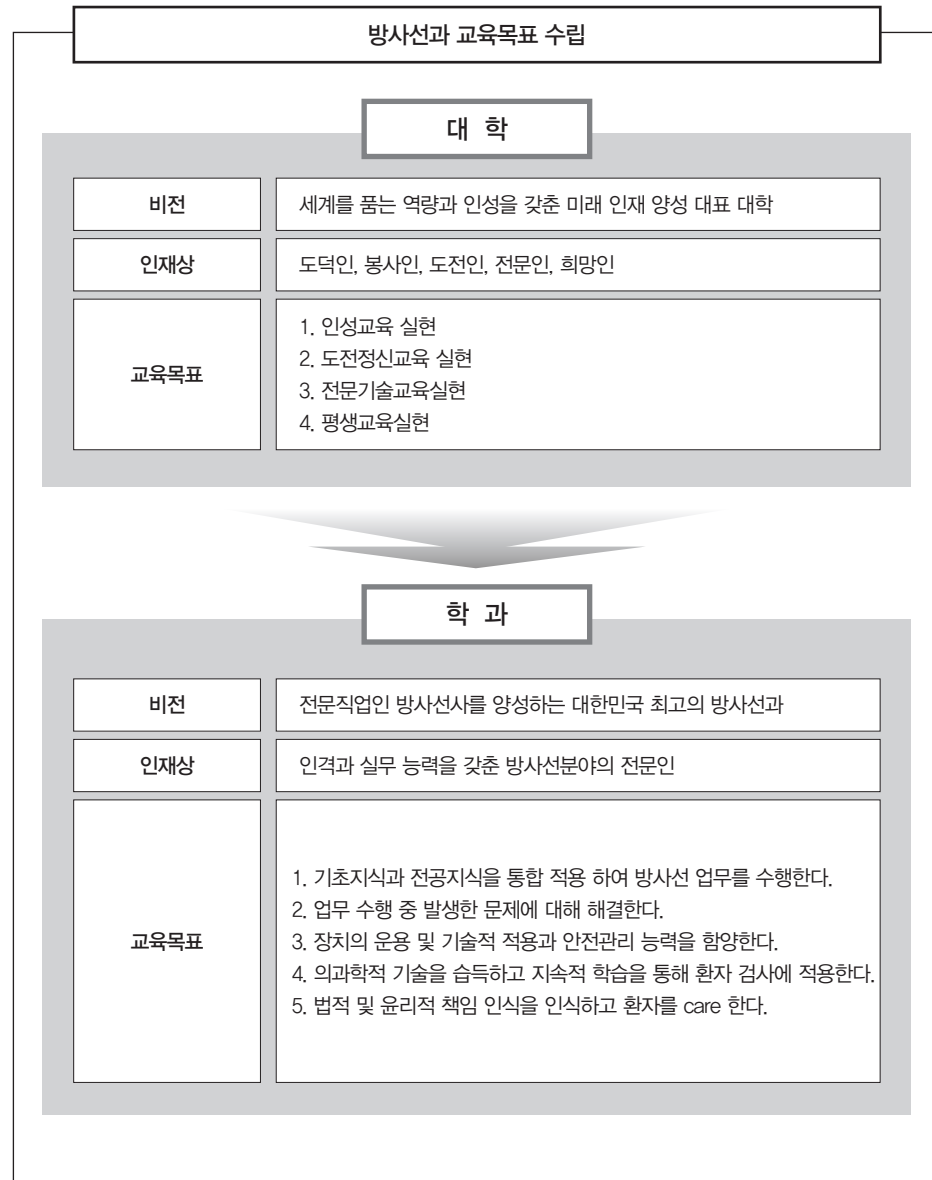 방사선과 교육목표 수립
대 학
비전
세계를 품는 역량과 인성을 갖춘 미래 인재 양성 대표 대학
인재상
도덕인, 봉사인, 도전인, 전문인, 희망인
교육목표
1. 인성교육 실현
2. 도전정신교육 실현
3. 전문기술교육실현
4. 평생교육실현
학 과
비전
전문직업인 방사선사를 양성하는 대한민국 최고의 방사선과
인재상
인격과 실무 능력을 갖춘 방사선분야의 전문인
교육목표
1. 기초지식과 전공지식을 통합 적용 하여 방사선 업무를 수행한다.
2. 업무 수행 중 발생한 문제에 대해 해결한다.
3. 장치의 운용 및 기술적 적용과 안전관리 능력을 함양한다.
4. 의과학적 기술을 습득하고 지속적 학습을 통해 환자 검사에 적용한다.
5. 법적 및 윤리적 책임 인식을 인식하고 환자를 care 한다.